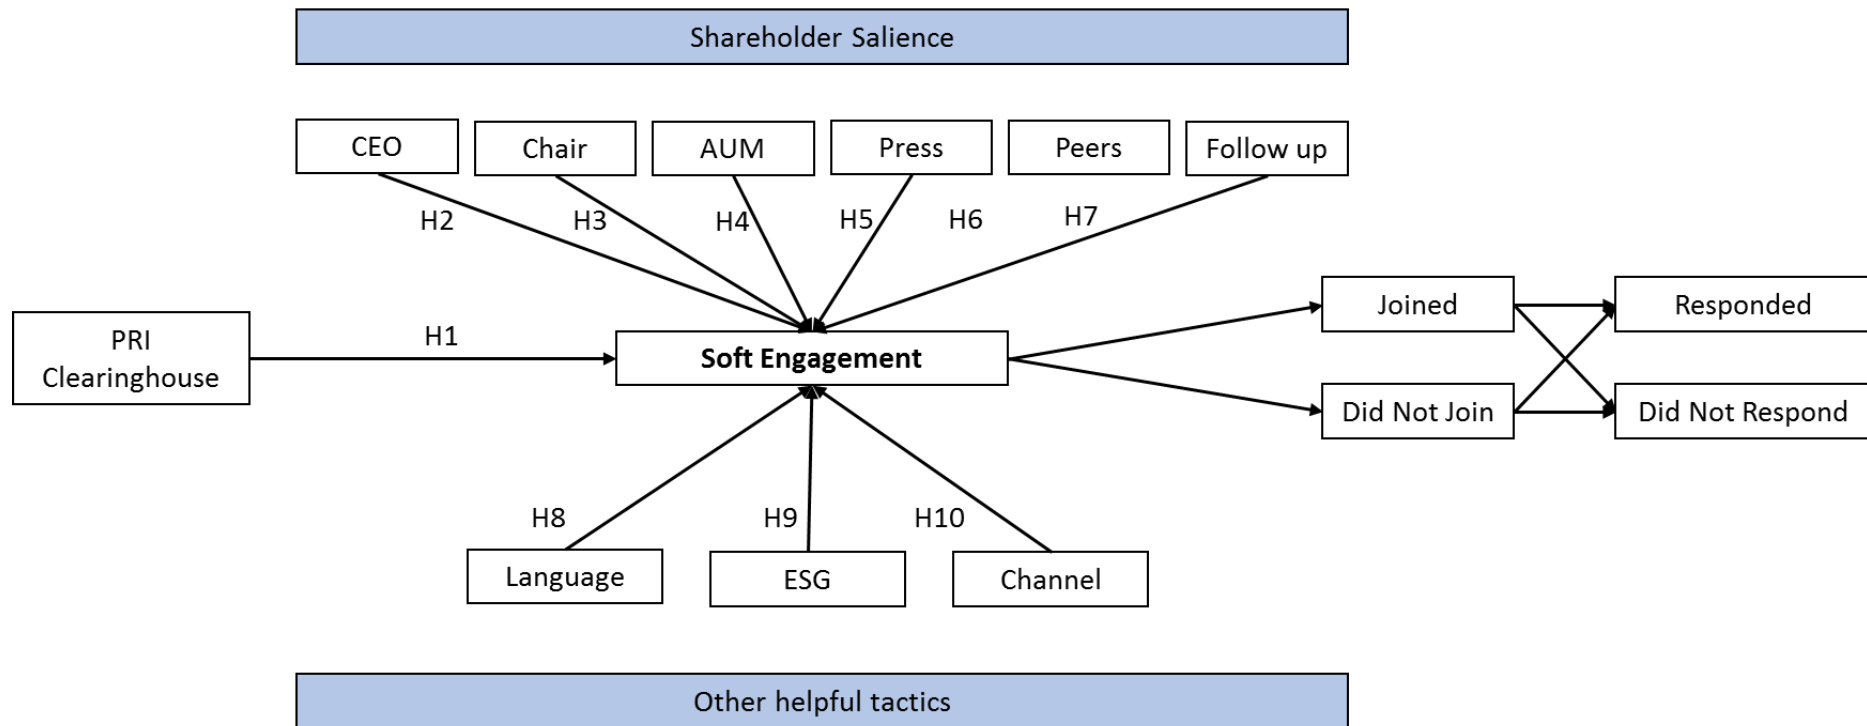 Shareholder Salience
CEO
Chair
AUM
Press
Peers
Follow up
H2
H3
H4
H5
H6
H7
PRI
Clearinghouse
H1
Soft Engagement
Joined
Responded
Did Not Join
Did Not Respond
H8
H9
H10
Language
ESG
Channel
Other helpful tactics